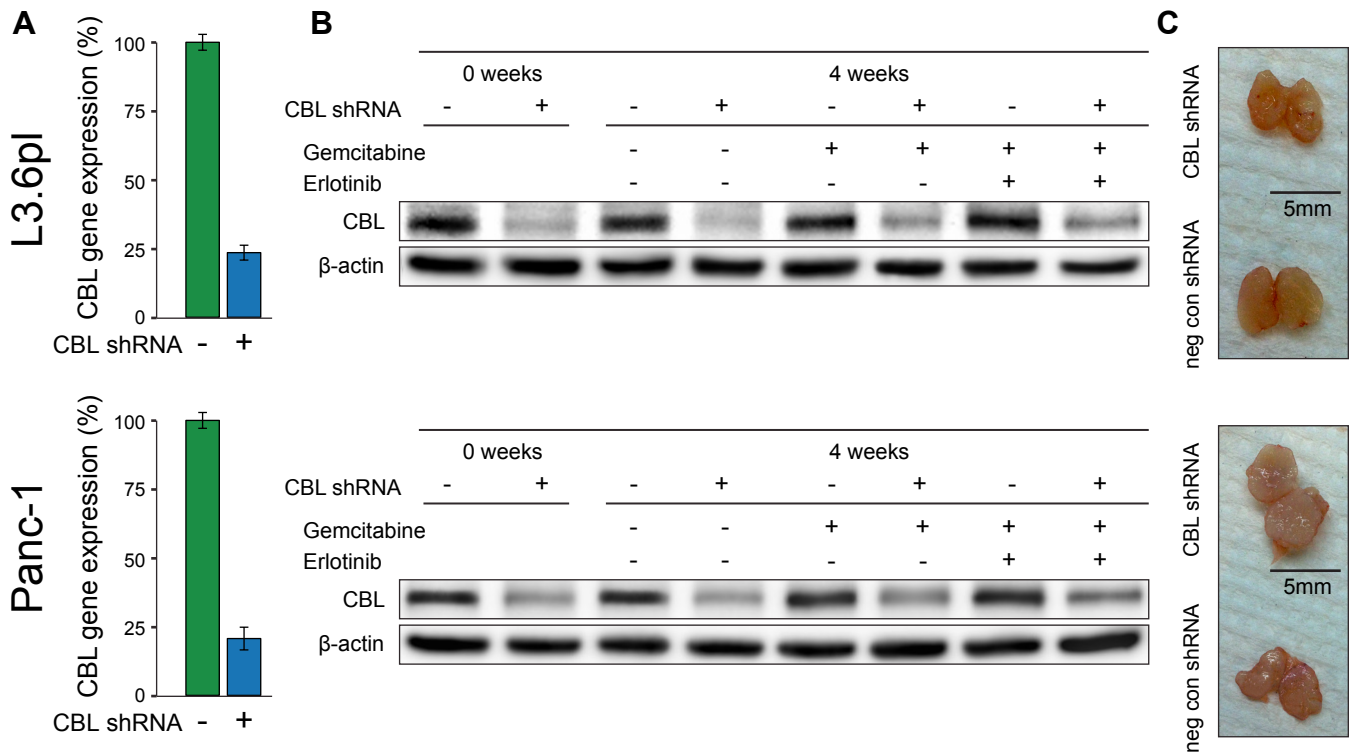 A
B
C
L3.6pl
CBL gene expression (%)
100
75
50
25
0
CBL shRNA - +
0 weeks 4 weeks
CBL shRNA - + - + - + - +
Gemcitabine - - + + + +
Erlotinib - - - - + +
CBL
β-actin
CBL shRNA
5mm
neg con shRNA
Panc-1
CBL gene expression (%)
100
75
50
25
0
CBL shRNA - +
0 weeks 4 weeks
CBL shRNA - + - + - + - +
Gemcitabine - - + + + +
Erlotinib - - - - + +
CBL
β-actin
CBL shRNA
5mm
neg con shRNA